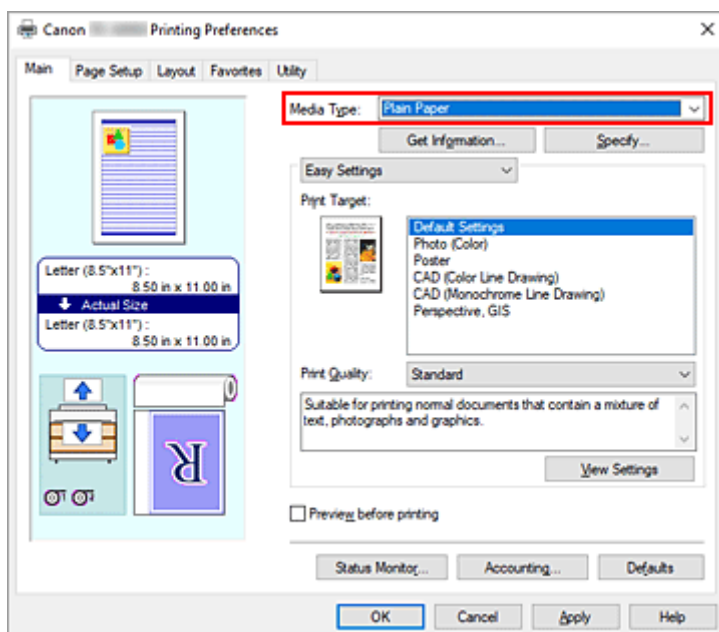 Canon Printing Preferences
Main Page Setup Layout Favorites Utility
Media Type: Plain Paper
Get Information... Specify...
Easy Settings
Print Target:
Default Settings
Photo (Color)
Poster
CAD (Color Line Drawing)
CAD (Monochrome Line Drawing)
Perspective, GIS
Letter (8.5"x11") :
8.50 in x 11.00 in
Actual Size
Letter (8.5"x11") :
8.50 in x 11.00 in
Print Quality: Standard
Suitable for printing normal documents that contain a mixture of
text, photographs and graphics.
View Settings
R
Preview before printing
Status Monitor... Accounting... Defaults
OK Cancel Apply Help